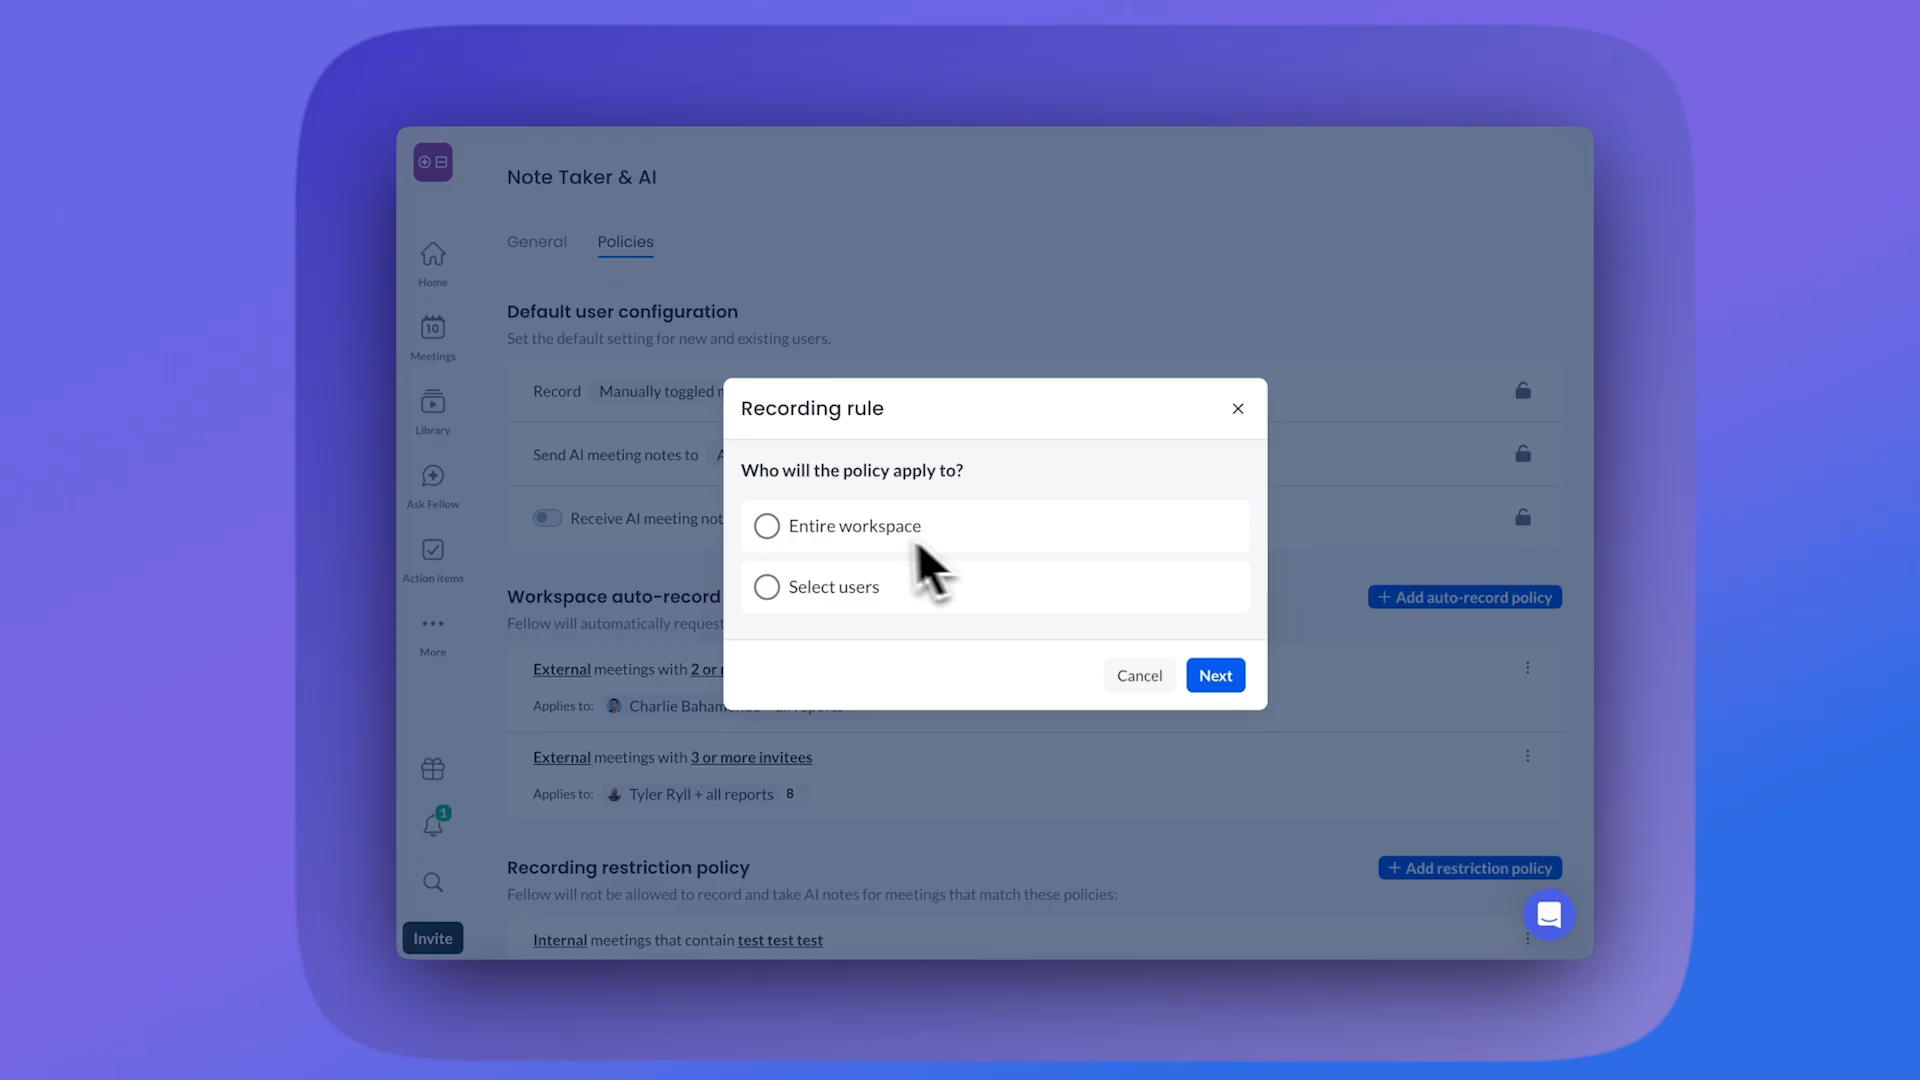 Note Taker & AI
General
Policies
Default user configuration
Set the default setting for new and existing users.
Record
Manually toggled
Send AI meeting notes to
Receive AI meeting
Workspace auto-record
+ Add auto-record policy
Fellow will automatically
External meetings with 2 or
Applies to:
Charlie
all reports
External meetings with 3 or more invitees
Applies to:
Tyler Ryll + all reports 8
Recording restriction policy
+ Add restriction policy
Fellow will not be allowed to record and take AI notes for meetings that match these policies:
Internal meetings that contain test test test
Home
10
Meetings
Library
Ask Fellow
Action items
More
1
Invite
Recording rule
Who will the policy apply to?
Entire workspace
Select users
Cancel
Next